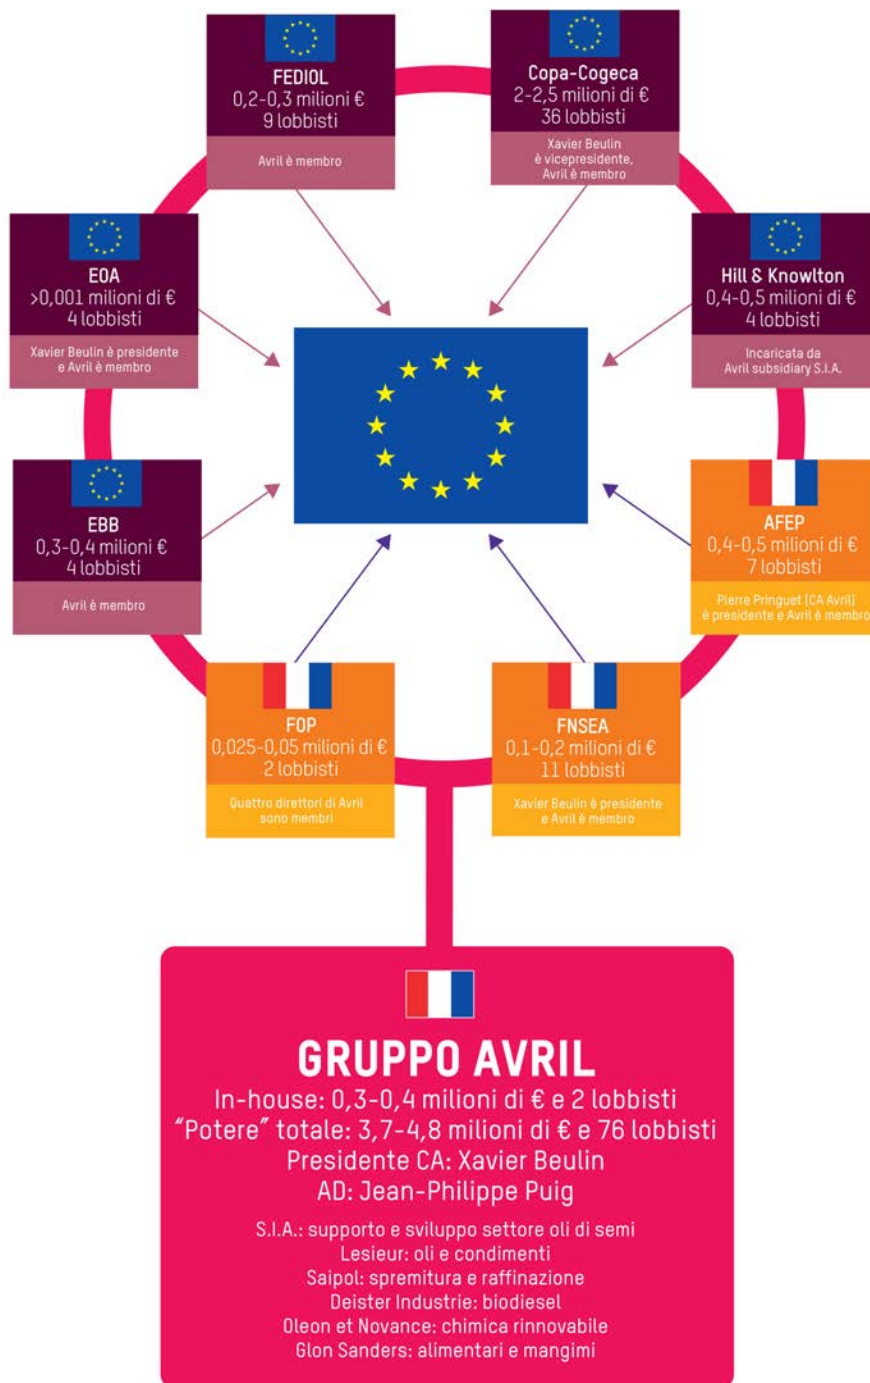 FEDIOL
0,2-0,3 milioni €
9 lobbisti
Avril è membro
Copa-Cogeca
2-2,5 milioni di €
36 lobbisti
Xavier Beulin
è vicepresidente,
Avril è membro
EOA
>0,001 milioni di €
4 lobbisti
Xavier Beulin è presidente
e Avril è membro
Hill & Knowlton
0,4-0,5 milioni di €
4 lobbisti
Incaricata da
Avril subsidiary S.I.A.
EBB
0,3-0,4 milioni €
4 lobbisti
Avril è membro
AFEP
0,4-0,5 milioni di €
7 lobbisti
Pierre Pringuet [CA Avril]
è presidente e Avril è membro
FOP
0,025-0,05 milioni di €
2 lobbisti
Quattro direttori di Avril
sono membri
FNSEA
0,1-0,2 milioni di €
11 lobbisti
Xavier Beulin è presidente
e Avril è membro
GRUPPO AVRIL
In-house: 0,3-0,4 milioni di € e 2 lobbisti
“Potere” totale: 3,7-4,8 milioni di € e 76 lobbisti
Presidente CA: Xavier Beulin
AD: Jean-Philippe Puig
S.I.A.: supporto e sviluppo settore oli di semi
Lesieur: oli e condimenti
Saipol: spremitura e raffinazione
Deister Industrie: biodiesel
Oleon et Novance: chimica rinnovabile
Glon Sanders: alimentari e mangimi